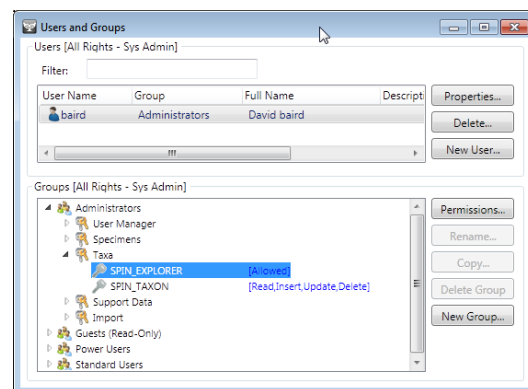 Users and Groups
Users [All Rights - Sys Admin]
Filter:
User Name Group Full Name Descripti
baird Administrators David baird
Properties...
Delete...
New User...
Groups [All Rights - Sys Admin]
Administrators
User Manager
Specimens
Taxa
SPIN_EXPLORER [Allowed]
SPIN_TAXON [Read,Insert,Update,Delete]
Support Data
Import
Guests (Read-Only)
Power Users
Standard Users
Permissions...
Rename...
Copy...
Delete Group
New Group...